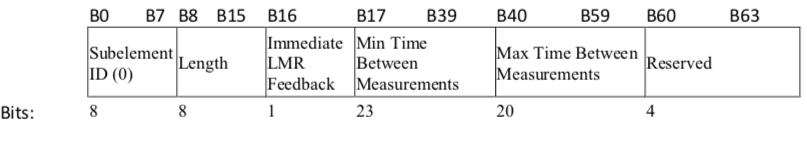 B0 B7 B8 B15 B16 B17 B39 B40 B59 B60 B63
Subelement ID (0)
Length
Immediate LMR Feedback
Min Time Between Measurements
Max Time Between Measurements
Reserved
Bits: 8 8 1 23 20 4